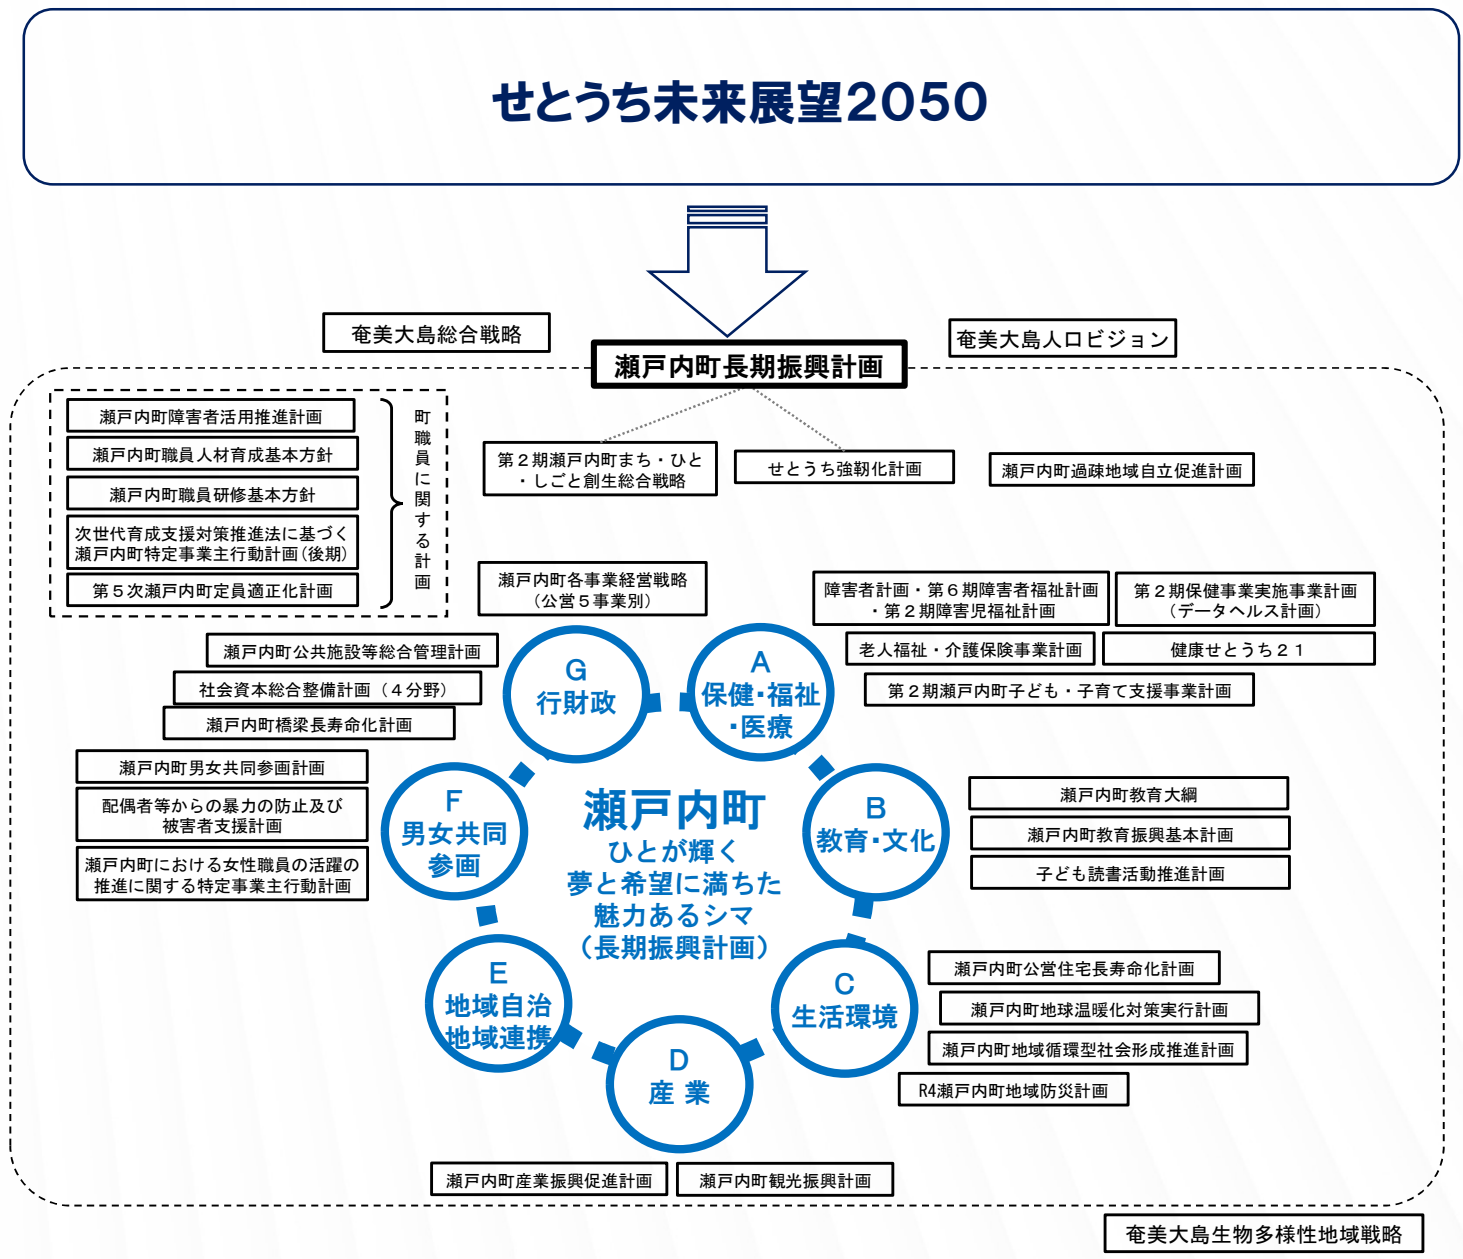 せとうち未来展望2050
奄美大島総合戦略
奄美大島人口ビジョン
瀬戸内町長期振興計画
瀬戸内町障害者活用推進計画
瀬戸内町職員人材育成基本方針
瀬戸内町職員研修基本方針
次世代育成支援対策推進法に基づく
瀬戸内町特定事業主行動計画(後期)
第5次瀬戸内町定員適正化計画
町職員に関する計画
第2期瀬戸内町まち・ひと
・しごと創生総合戦略
せとうち強靭化計画
瀬戸内町過疎地域自立促進計画
瀬戸内町各事業経営戦略
(公営5事業別)
障害者計画・第6期障害者福祉計画
・第2期障害児福祉計画
第2期保健事業実施事業計画
(データヘルス計画)
老人福祉・介護保険事業計画
健康せとうち21
第2期瀬戸内町子ども・子育て支援事業計画
瀬戸内町公共施設等総合管理計画
社会資本総合整備計画(4分野)
瀬戸内町橋梁長寿命化計画
G
行財政
A
保健・福祉
・医療
瀬戸内町男女共同参画計画
配偶者等からの暴力の防止及び
被害者支援計画
瀬戸内町における女性職員の活躍の
推進に関する特定事業主行動計画
F
男女共同
参画
瀬戸内町
ひとが輝く
夢と希望に満ちた
魅力あるシマ
(長期振興計画)
B
教育・文化
瀬戸内町教育大綱
瀬戸内町教育振興基本計画
子ども読書活動推進計画
E
地域自治
地域連携
D
産 業
C
生活環境
瀬戸内町公営住宅長寿命化計画
瀬戸内町地球温暖化対策実行計画
瀬戸内町地域循環型社会形成推進計画
R4瀬戸内町地域防災計画
瀬戸内町産業振興促進計画
瀬戸内町観光振興計画
奄美大島生物多様性地域戦略